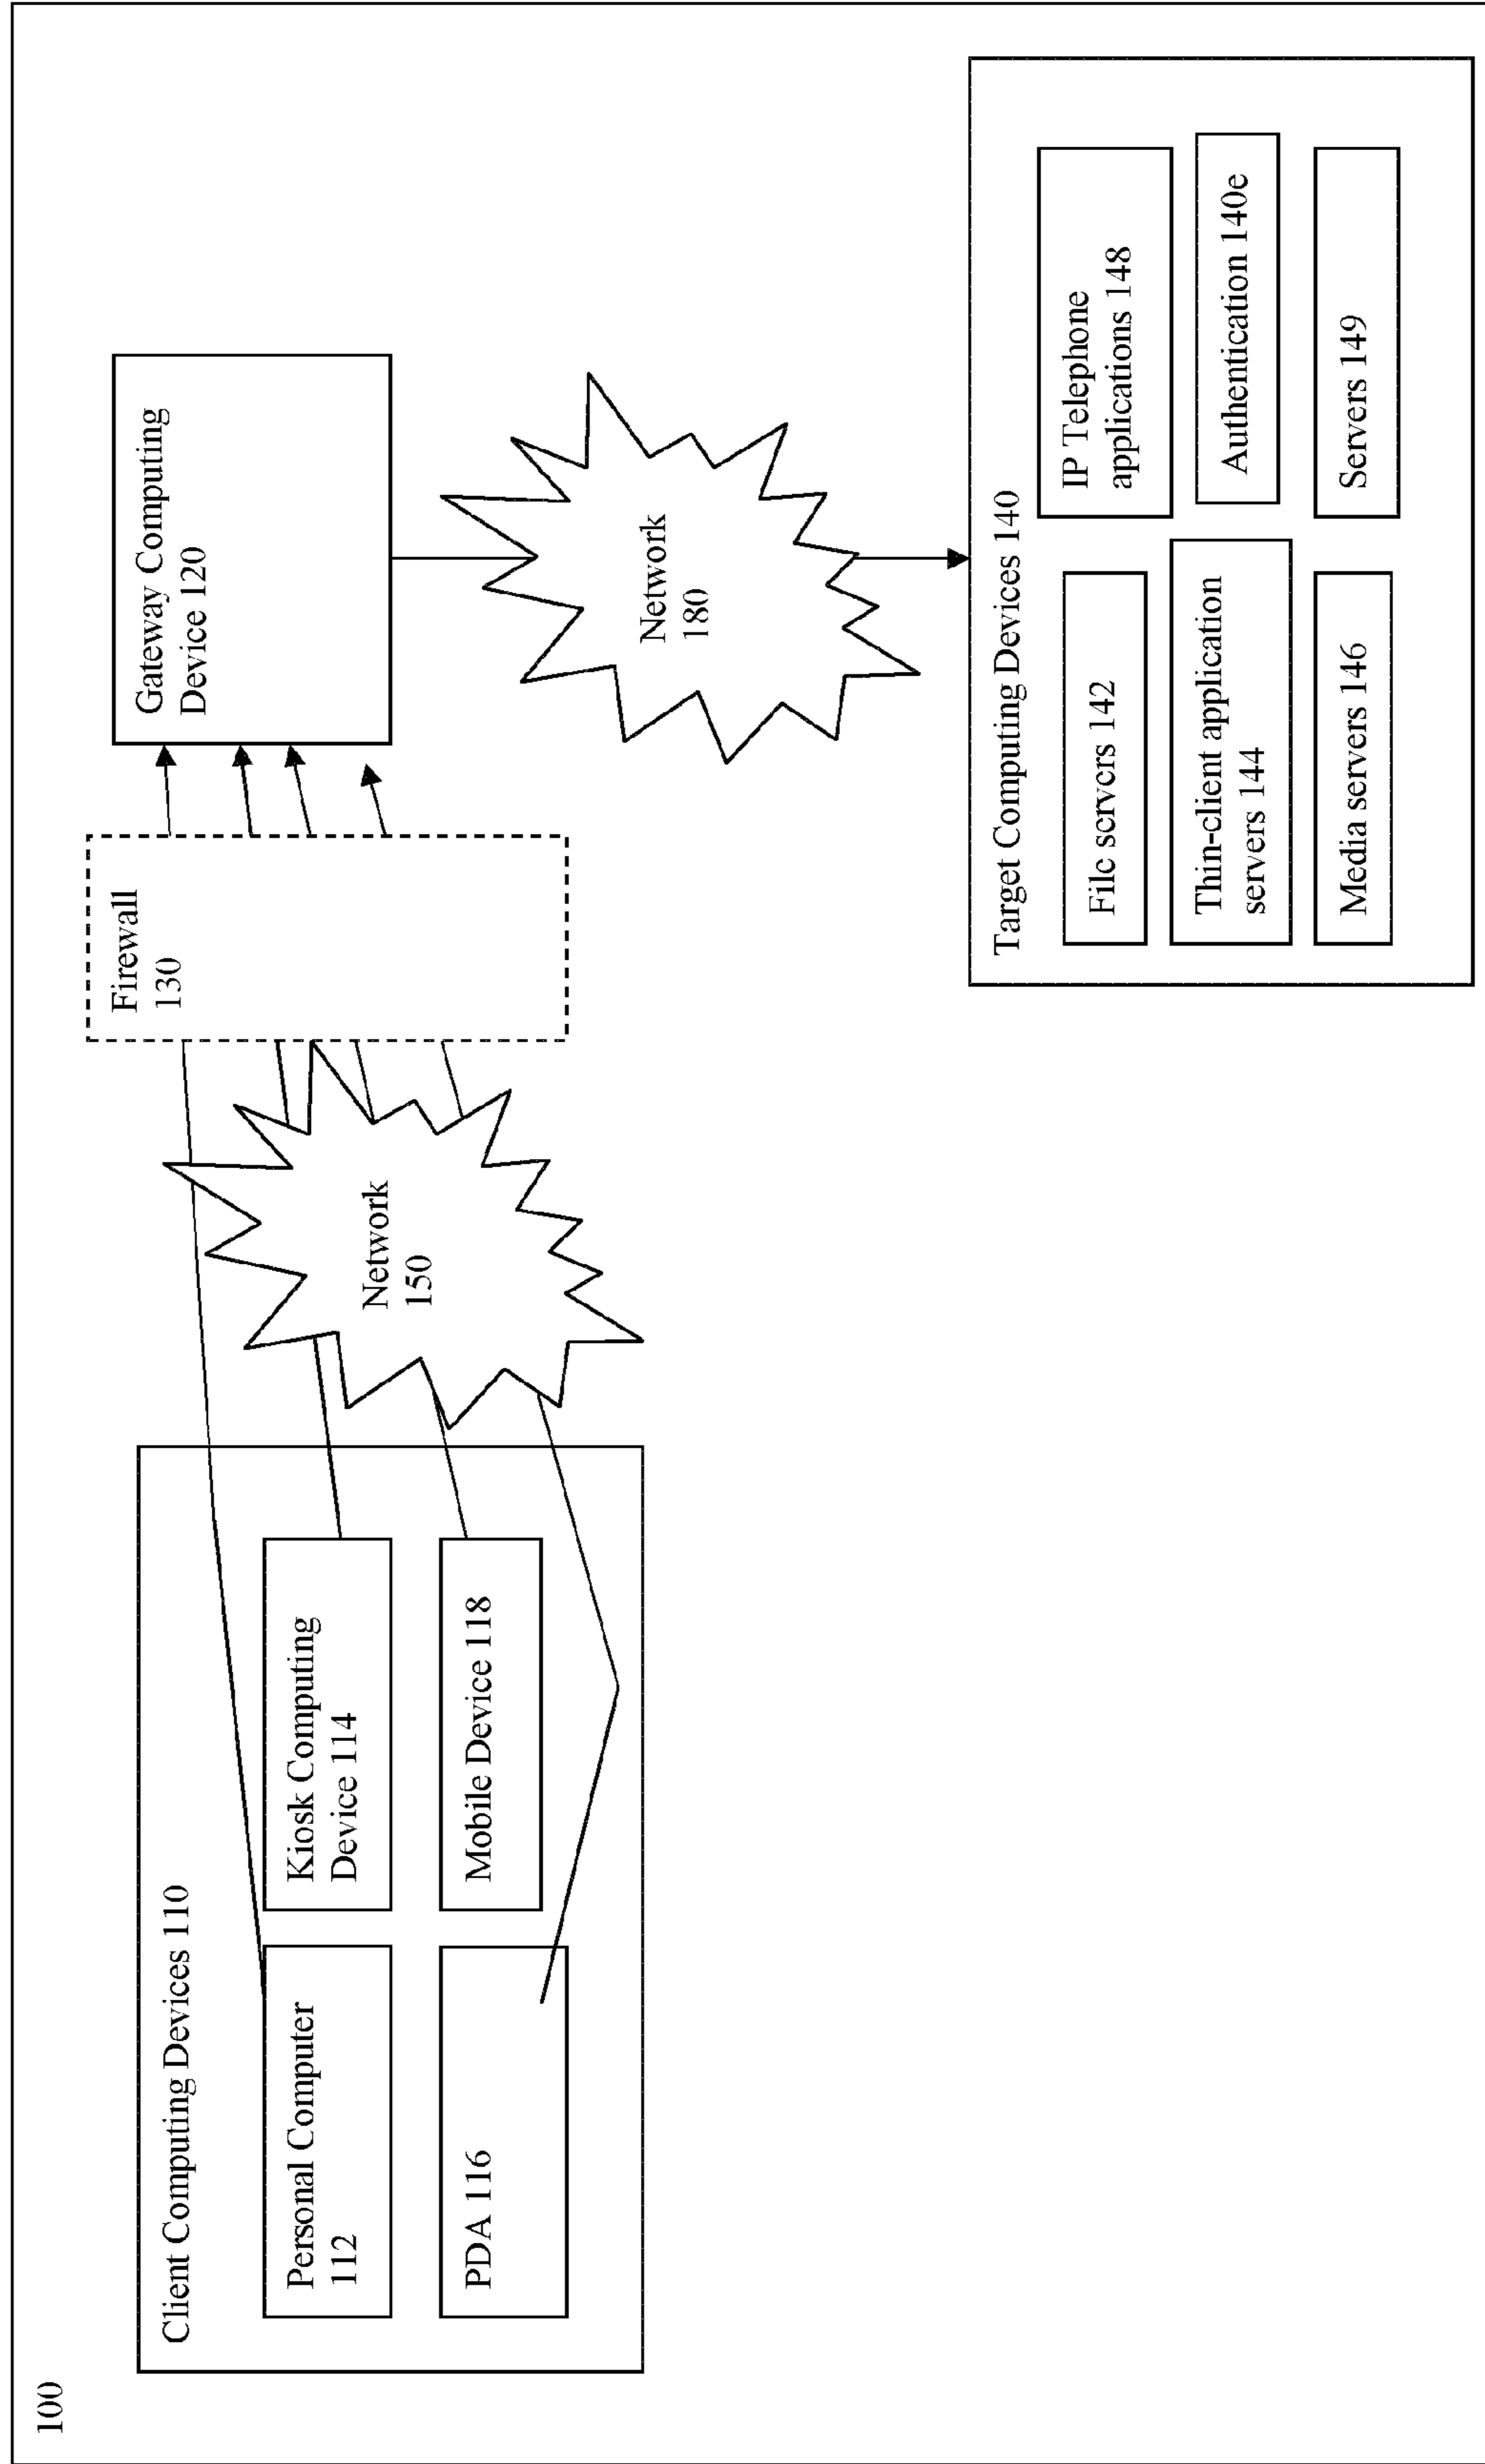 100
Client Computing Devices 110
Personal Computer
112
Kiosk Computing
Device 114
PDA 116
Mobile Device 118
Network
150
Firewall
130
Gateway Computing
Device 120
Network
180
Target Computing Devices 140
File servers 142
IP Telephone
applications 148
Thin-client application
servers 144
Authentication 140e
Media servers 146
Servers 149